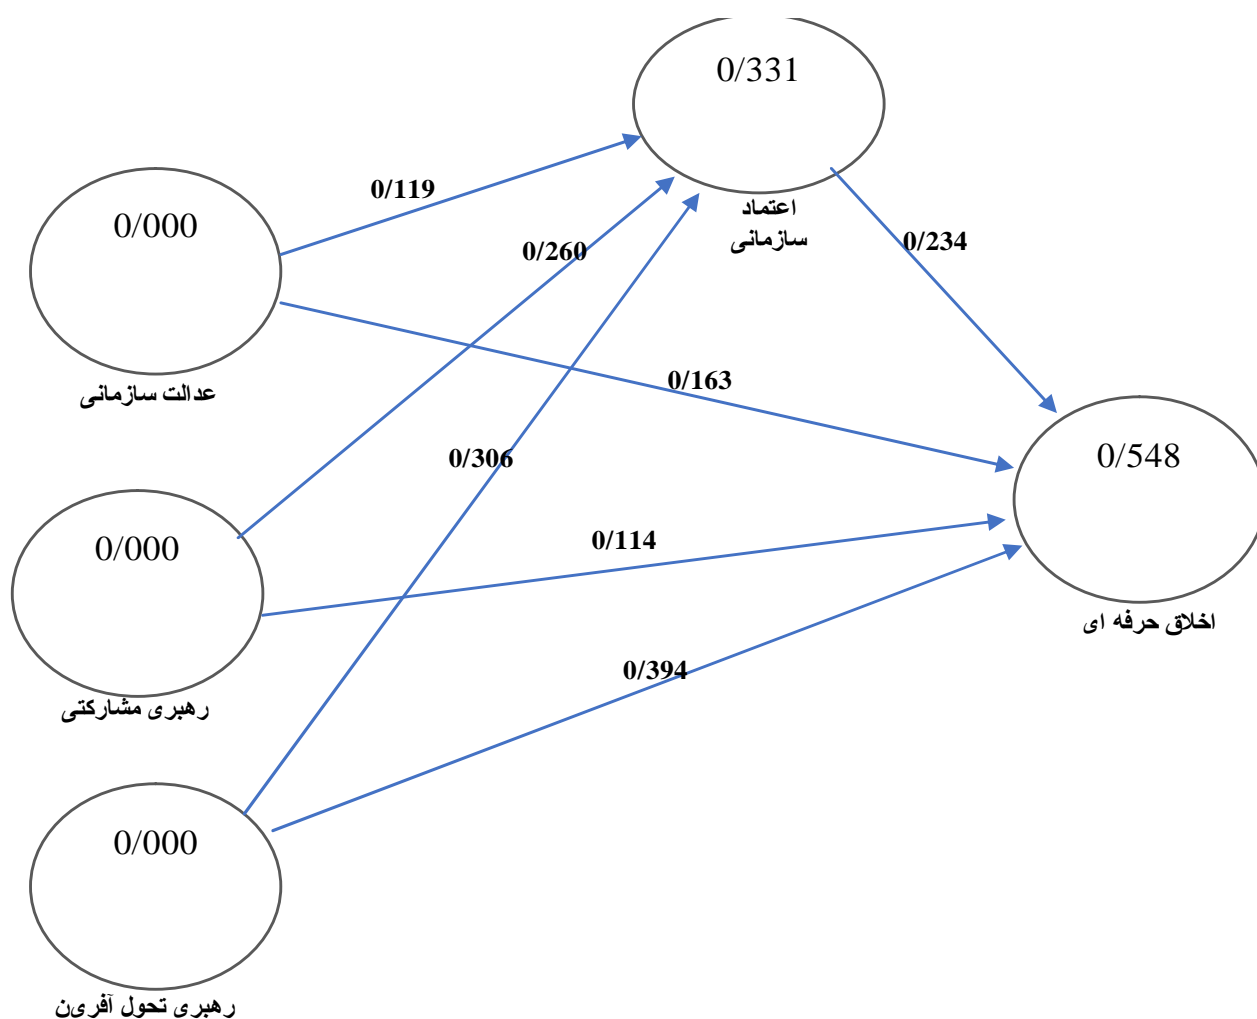 0/331
اعتماد
سازمانی
0/119
0/000
0/260
0/234
عدالت سازمانی
0/163
0/306
0/548
0/000
0/114
اخلاق حرفه ای
رهبری مشارکتی
0/394
0/000
رهبری تحول آفرین